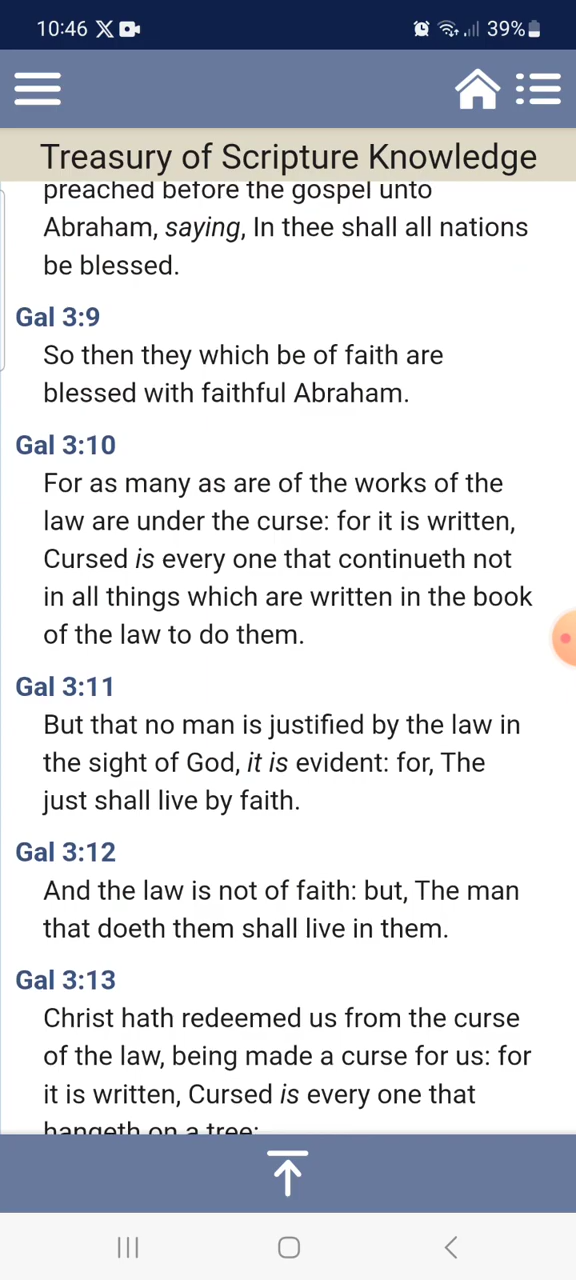 10:46 X 39%
Treasury of Scripture Knowledge
preached before the gospel unto
Abraham, saying, In thee shall all nations
be blessed.
Gal 3:9
So then they which be of faith are
blessed with faithful Abraham.
Gal 3:10
For as many as are of the works of the
law are under the curse: for it is written,
Cursed is every one that continueth not
in all things which are written in the book
of the law to do them.
Gal 3:11
But that no man is justified by the law in
the sight of God, it is evident: for, The
just shall live by faith.
Gal 3:12
And the law is not of faith: but, The man
that doeth them shall live in them.
Gal 3:13
Christ hath redeemed us from the curse
of the law, being made a curse for us: for
it is written, Cursed is every one that
hangeth on a tree: